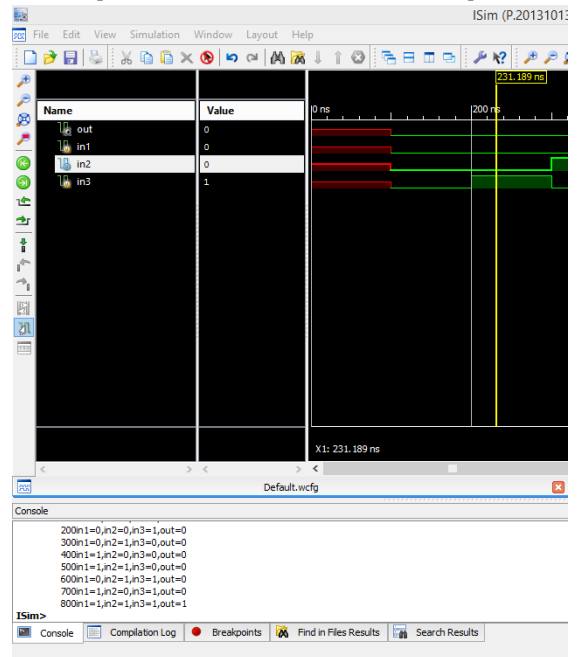 ISim (P.20131013
File Edit View Simulation Window Layout Help
231.189 ns
Name Value
0 ns 200 ns
out 0
in1 0
in2 0
in3 1
X1: 231.189 ns
Default.wcfg
Console
200in1=0,in2=0,in3=1,out=0
300in1=0,in2=1,in3=0,out=0
400in1=1,in2=0,in3=0,out=0
500in1=1,in2=1,in3=0,out=0
600in1=0,in2=1,in3=0,out=0
700in1=0,in2=1,in3=1,out=0
800in1=1,in2=1,in3=1,out=1
ISim>
Console Compilation Log Breakpoints Find in Files Results Search Results